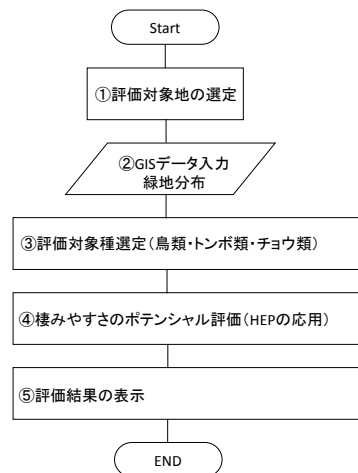 Start
①評価対象地の選定
②GISデータ入力
緑地分布
③評価対象種選定(鳥類・トンボ類・チョウ類)
④棲みやすさのポテンシャル評価(HEPの応用)
⑤評価結果の表示
END